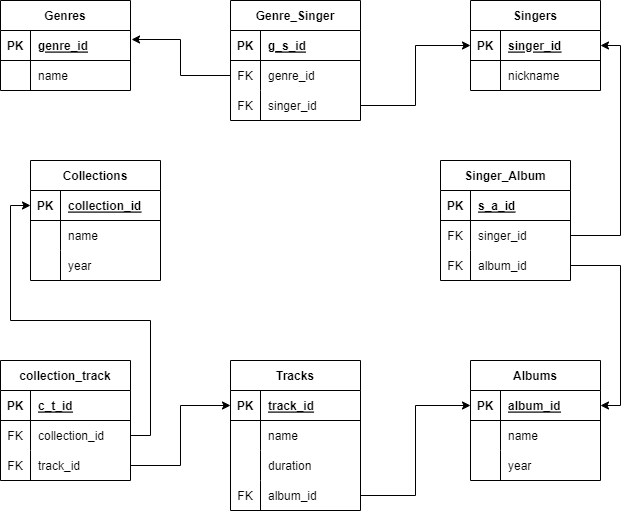 Genres
PK genre_id
name
Genre_Singer
PK g_s_id
FK genre_id
FK singer_id
Singers
PK singer_id
nickname
Collections
PK collection_id
name
year
Singer_Album
PK s_a_id
FK singer_id
FK album_id
collection_track
PK c_t_id
FK collection_id
FK track_id
Tracks
PK track_id
name
duration
FK album_id
Albums
PK album_id
name
year